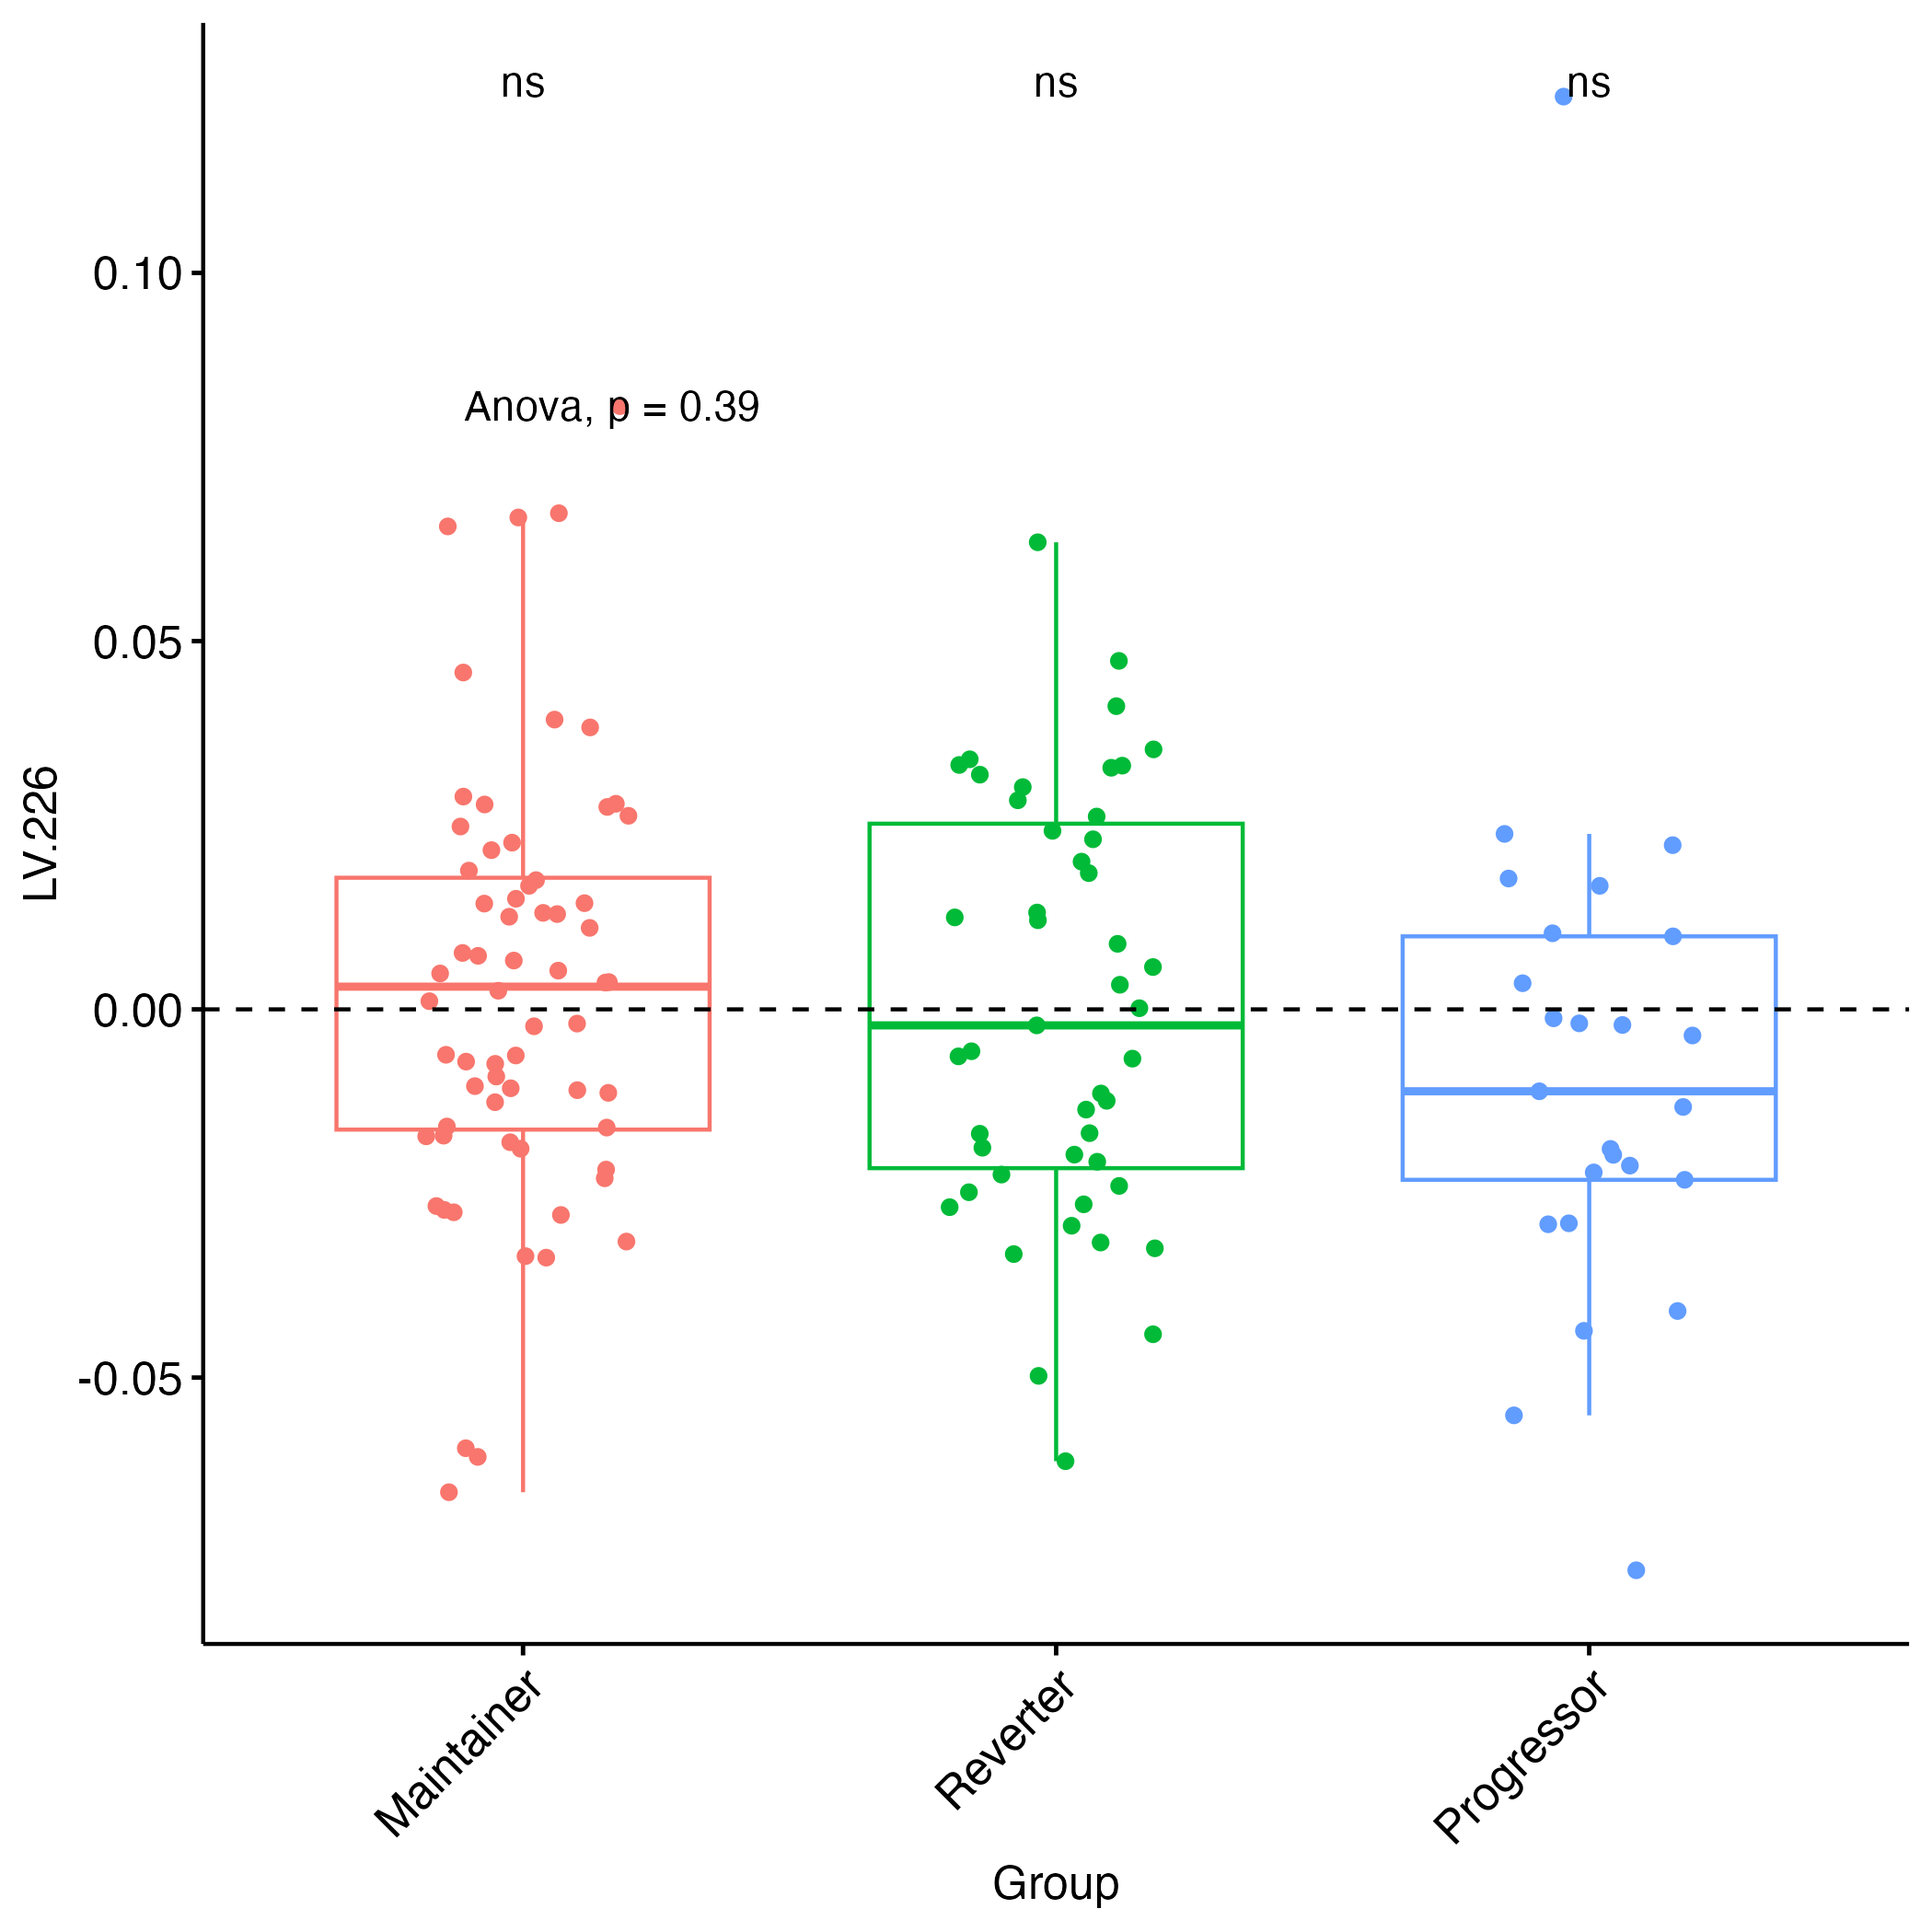 ns ns ns
0.10
Anova, p = 0.39
0.05
LV.226
0.00
-0.05
Maintainer Reverter Progressor
Group